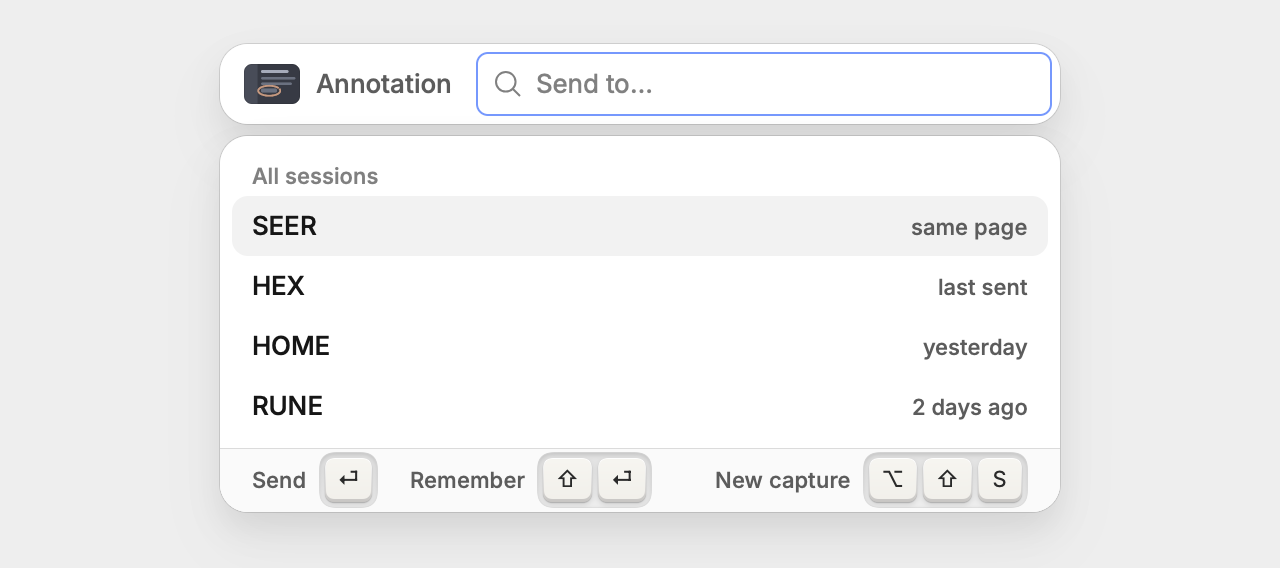 Annotation Send to...
All sessions
SEER same page
HEX last sent
HOME yesterday
RUNE 2 days ago
Send ↵ Remember ⇧ ↵ New capture ⌥ ⇧ S